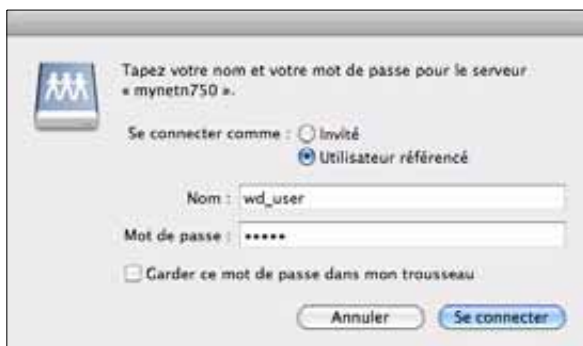 Tapez votre nom et votre mot de passe pour le serveur
« mynetn750 ».
Se connecter comme : Invité
Utilisateur référencé
Nom : wd_user
Mot de passe : •••••
Garder ce mot de passe dans mon trousseau
Annuler Se connecter